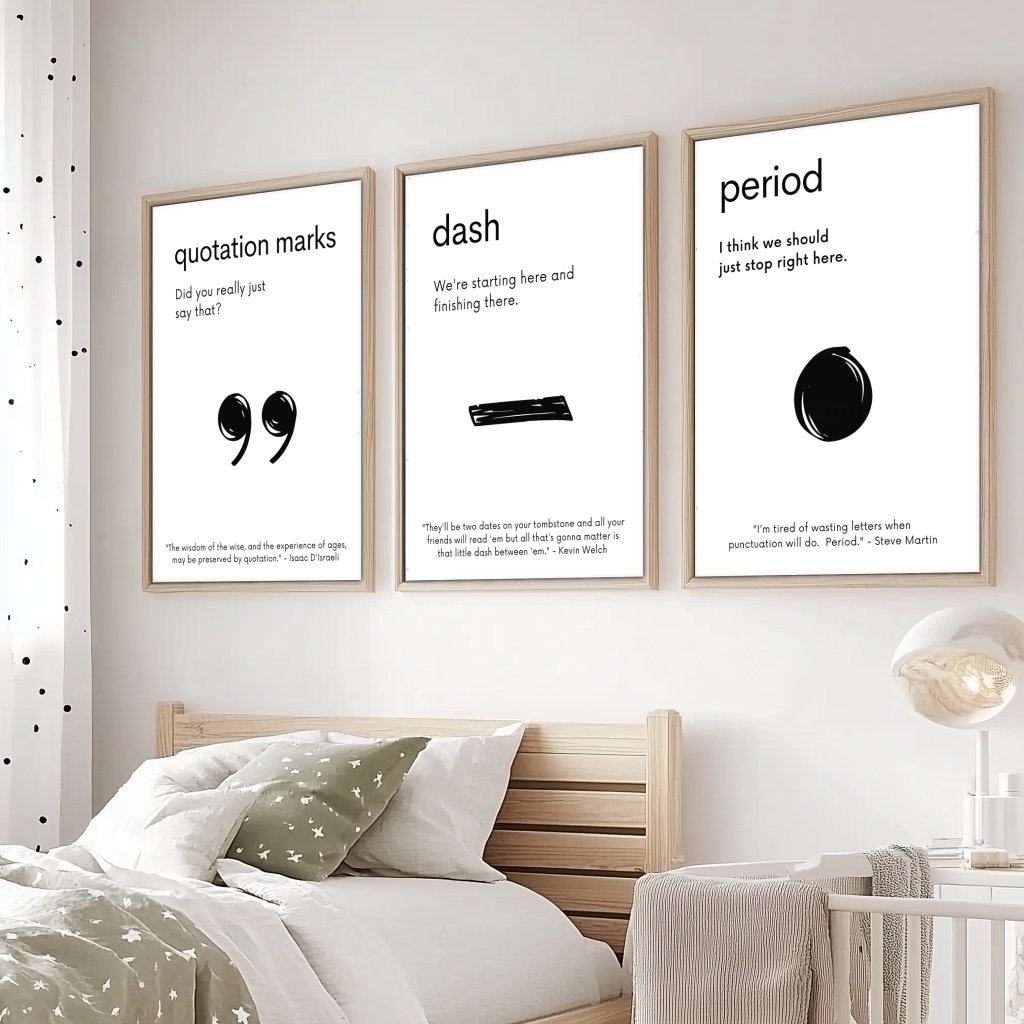 quotation marks
Did you really just
say that?
"The wisdom of the wise, and the experience of ages,
may be preserved by quotation." - Isaac D'Israeli
dash
We're starting here and
finishing there.
"They'll be two dates on your tombstone and all your
friends will read 'em but all that's gonna matter is
that little dash between 'em." - Kevin Welch
period
I think we should
just stop right here.
"I'm tired of wasting letters when
punctuation will do. Period." - Steve Martin